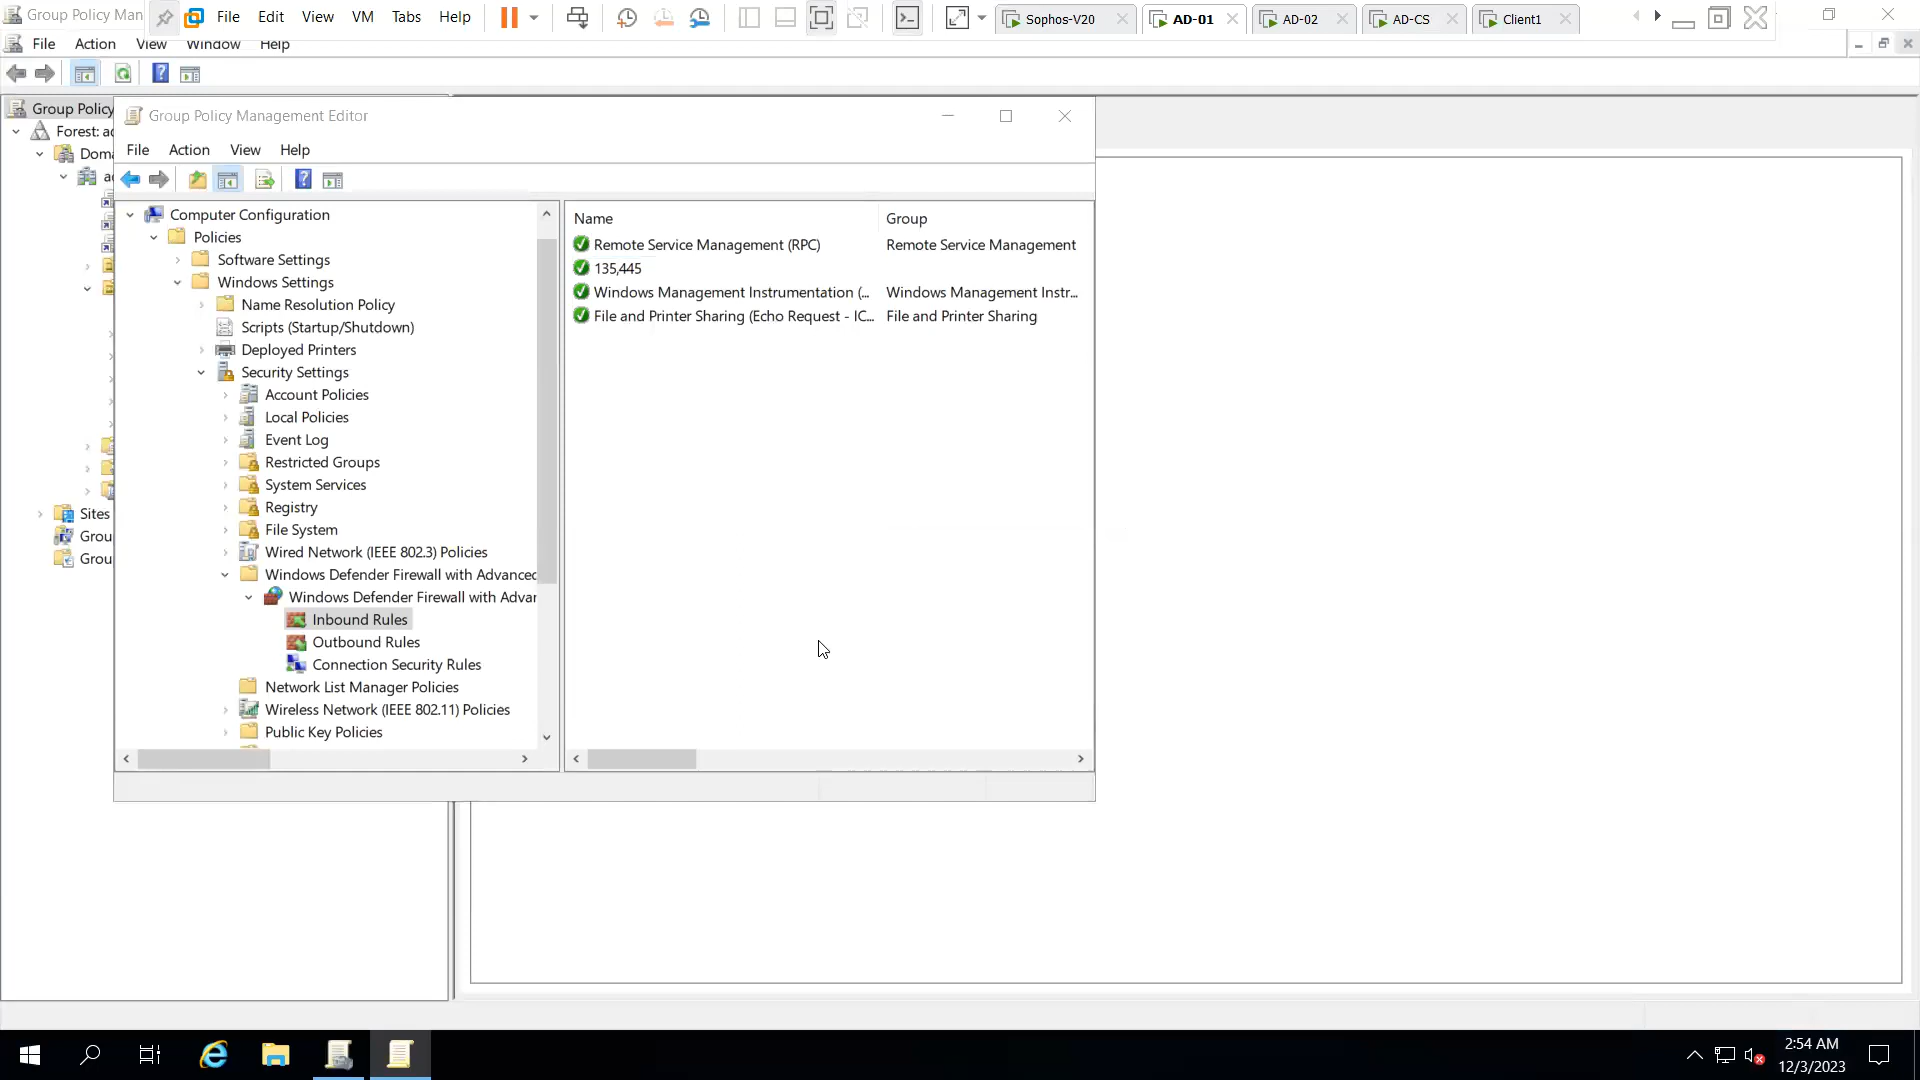 Group Policy Man
File Edit View VM Tabs Help
Sophos-V20
AD-01
AD-02
AD-CS
Client1
File Action View Window Help
Group Policy
Forest: ad
Doma
Sites
Grou
Grou
Group Policy Management Editor
File Action View Help
Computer Configuration
Policies
Software Settings
Windows Settings
Name Resolution Policy
Scripts (Startup/Shutdown)
Deployed Printers
Security Settings
Account Policies
Local Policies
Event Log
Restricted Groups
System Services
Registry
File System
Wired Network (IEEE 802.3) Policies
Windows Defender Firewall with Advanced
Windows Defender Firewall with Advan
Inbound Rules
Outbound Rules
Connection Security Rules
Network List Manager Policies
Wireless Network (IEEE 802.11) Policies
Public Key Policies
Name Group
Remote Service Management (RPC) Remote Service Management
135,445
Windows Management Instrumentation (... Windows Management Instr...
File and Printer Sharing (Echo Request - IC... File and Printer Sharing
2:54 AM
12/3/2023